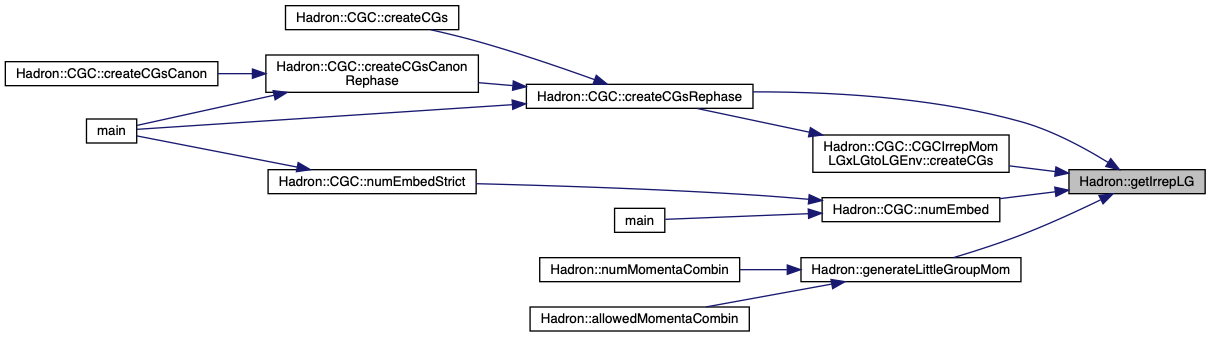 Hadron::CGC::createCGs
Hadron::CGC::createCGsCanon
Hadron::CGC::createCGsCanon
Rephase
Hadron::CGC::createCGsRephase
main
Hadron::CGC::CGCIrrepMom
LGxLGtoLGEnv::createCGs
Hadron::getIrrepLG
Hadron::CGC::numEmbedStrict
Hadron::CGC::numEmbed
main
Hadron::numMomentaCombin
Hadron::generateLittleGroupMom
Hadron::allowedMomentaCombin